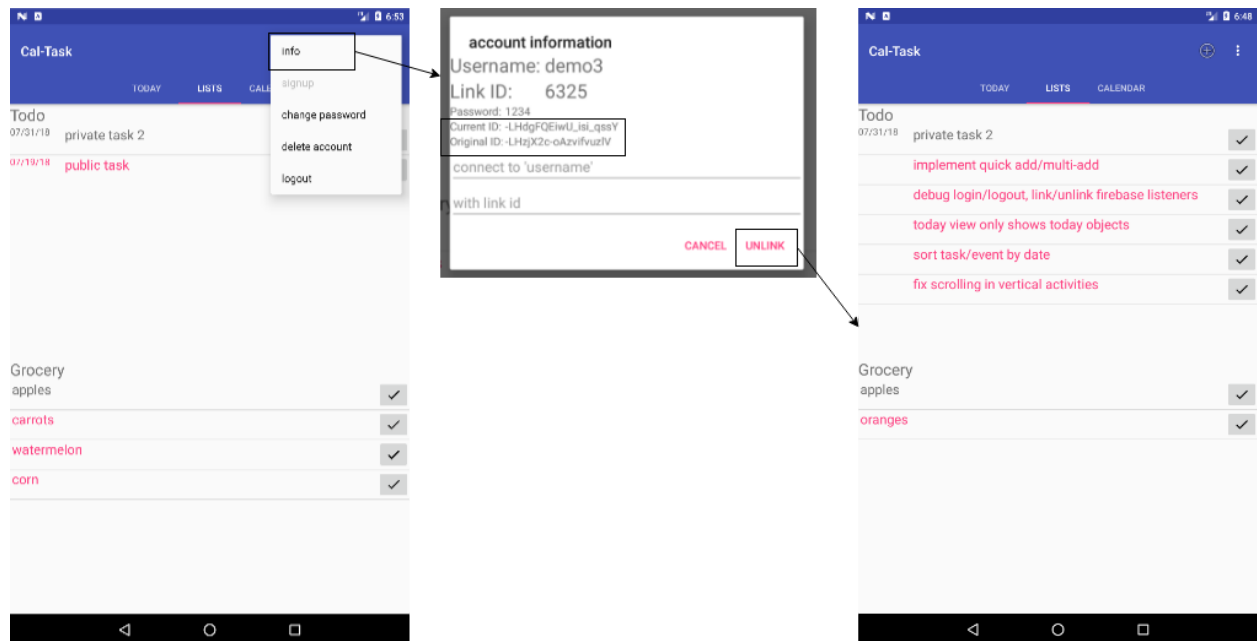 6:53
Cal-Task
info
signup
change password
delete account
logout
TODAY LISTS
Todo
07/31/18 private task 2
07/19/18 public task
Grocery
apples
carrots
watermelon
corn
account information
Username: demo3
Link ID: 6325
Password: 1234
Current ID: -LHdgFQEiwU_isi_qssY
Original ID: -LHzjX2c-oAzvifvuzlV
connect to 'username'
with link id
CANCEL UNLINK
6:48
Cal-Task
TODAY LISTS CALENDAR
Todo
07/31/18 private task 2
implement quick add/multi-add
debug login/logout, link/unlink firebase listeners
today view only shows today objects
sort task/event by date
fix scrolling in vertical activities
Grocery
apples
oranges